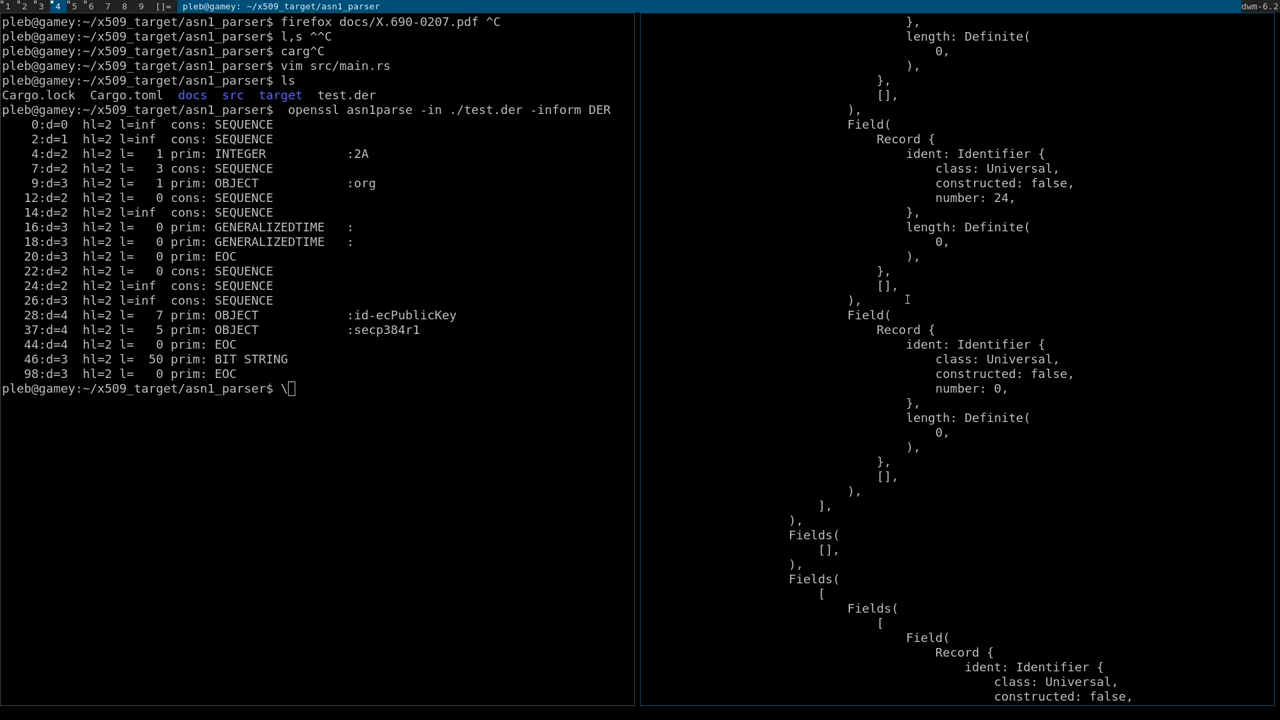 1 2 3 4 5 6 7 8 9 []= pleb@gamey: ~/x509_target/asn1_parser dwm-6.2
pleb@gamey:~/x509_target/asn1_parser$ firefox docs/X.690-0207.pdf ^C
pleb@gamey:~/x509_target/asn1_parser$ l,s ^^C
pleb@gamey:~/x509_target/asn1_parser$ carg^C
pleb@gamey:~/x509_target/asn1_parser$ vim src/main.rs
pleb@gamey:~/x509_target/asn1_parser$ ls
Cargo.lock  Cargo.toml  docs  src  target  test.der
pleb@gamey:~/x509_target/asn1_parser$  openssl asn1parse -in ./test.der -inform DER
    0:d=0  hl=2 l=inf  cons: SEQUENCE
    2:d=1  hl=2 l=inf  cons: SEQUENCE
    4:d=2  hl=2 l=   1 prim: INTEGER           :2A
    7:d=2  hl=2 l=   3 cons: SEQUENCE
    9:d=3  hl=2 l=   1 prim: OBJECT            :org
   12:d=2  hl=2 l=   0 cons: SEQUENCE
   14:d=2  hl=2 l=inf  cons: SEQUENCE
   16:d=3  hl=2 l=   0 prim: GENERALIZEDTIME   :
   18:d=3  hl=2 l=   0 prim: GENERALIZEDTIME   :
   20:d=3  hl=2 l=   0 prim: EOC
   22:d=2  hl=2 l=   0 cons: SEQUENCE
   24:d=2  hl=2 l=inf  cons: SEQUENCE
   26:d=3  hl=2 l=inf  cons: SEQUENCE
   28:d=4  hl=2 l=   7 prim: OBJECT            :id-ecPublicKey
   37:d=4  hl=2 l=   5 prim: OBJECT            :secp384r1
   44:d=4  hl=2 l=   0 prim: EOC
   46:d=3  hl=2 l=  50 prim: BIT STRING
   98:d=3  hl=2 l=   0 prim: EOC
pleb@gamey:~/x509_target/asn1_parser$ \
},
length: Definite(
0,
),
},
[],
),
Field(
Record {
ident: Identifier {
class: Universal,
constructed: false,
number: 24,
},
length: Definite(
0,
),
},
[],
),
Field(
Record {
ident: Identifier {
class: Universal,
constructed: false,
number: 0,
},
length: Definite(
0,
),
},
[],
),
],
),
Fields(
[],
),
Fields(
[
Fields(
[
Field(
Record {
ident: Identifier {
class: Universal,
constructed: false,